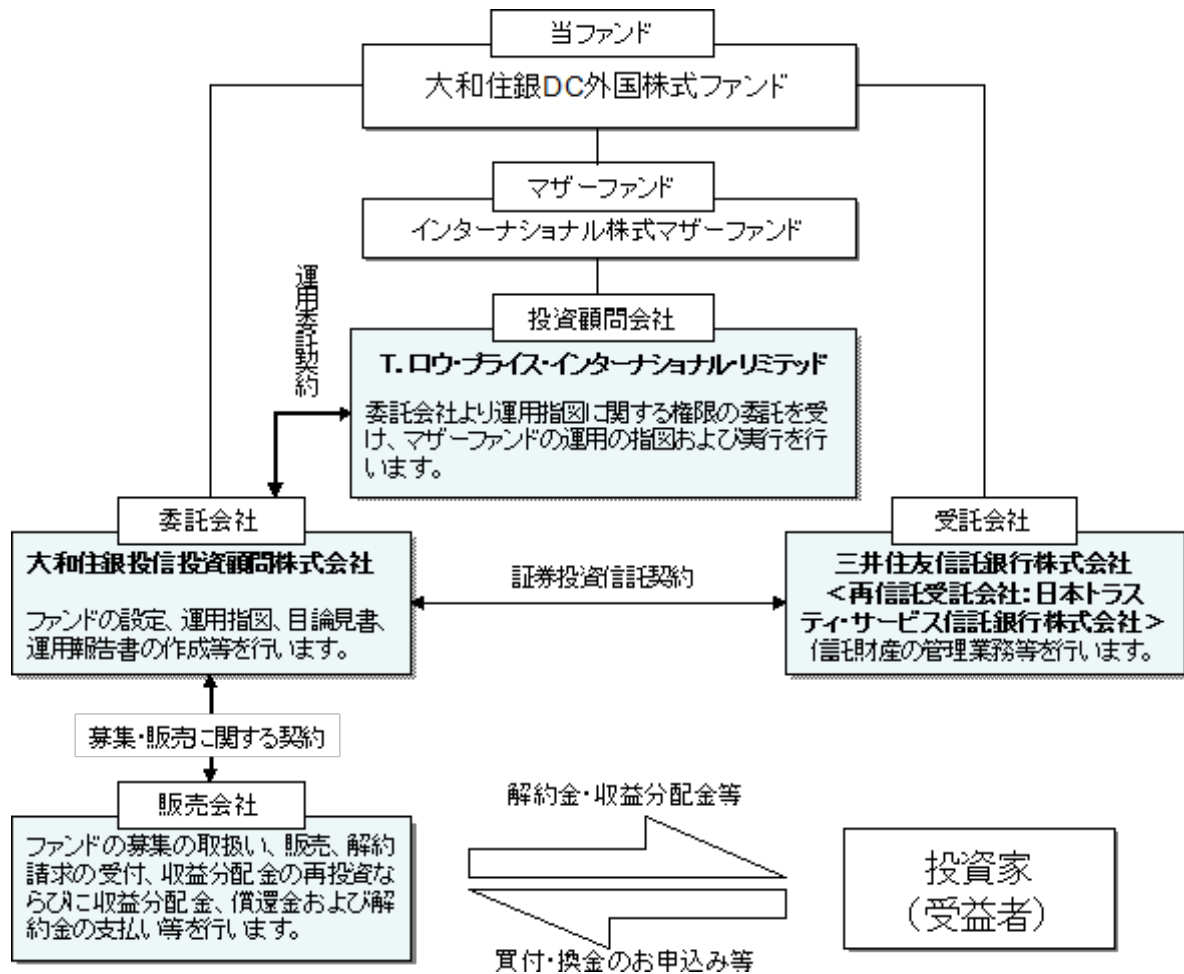 当ファンド
大和住銀DC外国株式ファンド
マザーファンド
インターナショナル株式マザーファンド
運用委託契約
投資顧問会社
T.ロウ・プライス・インターナショナル・リミテッド
委託会社より運用指図に関する権限の委託を受
け、マザーファンドの運用の指図および実行を行
います。
委託会社
大和住銀投信投資顧問株式会社
ファンドの設定、運用指図、目論見書、
運用報告書の作成等を行います。
証券投資信託契約
受託会社
三井住友信託銀行株式会社
<再信託受託会社:日本トラス
ティ・サービス信託銀行株式会社>
信託財産の管理業務等を行います。
募集・販売に関する契約
販売会社
ファンドの募集の取扱い、販売、解約
請求の受付、収益分配金の再投資な
らびに収益分配金、償還金および解
約金の支払い等を行います。
解約金・収益分配金等
買付・換金のお申込み等
投資家
(受益者)